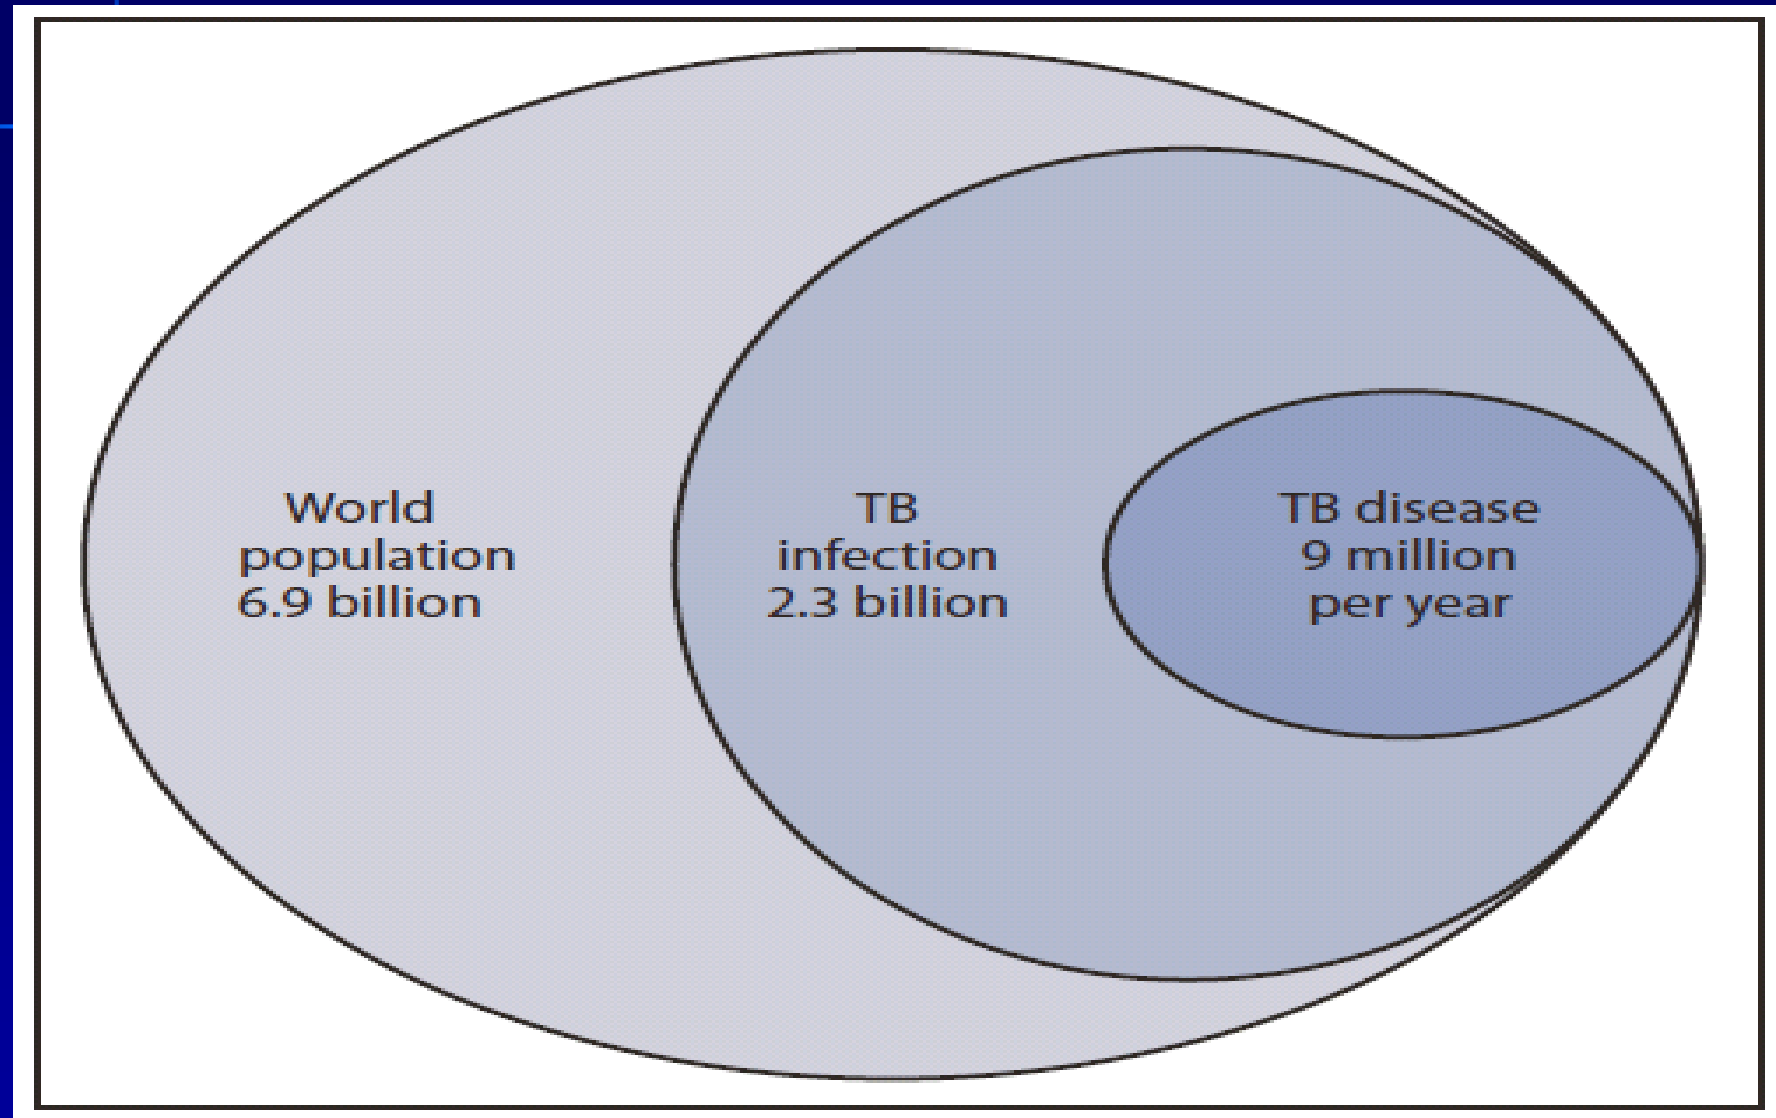 World
population
6.9 billion
TB
infection
2.3 billion
TB disease
9 million
per year